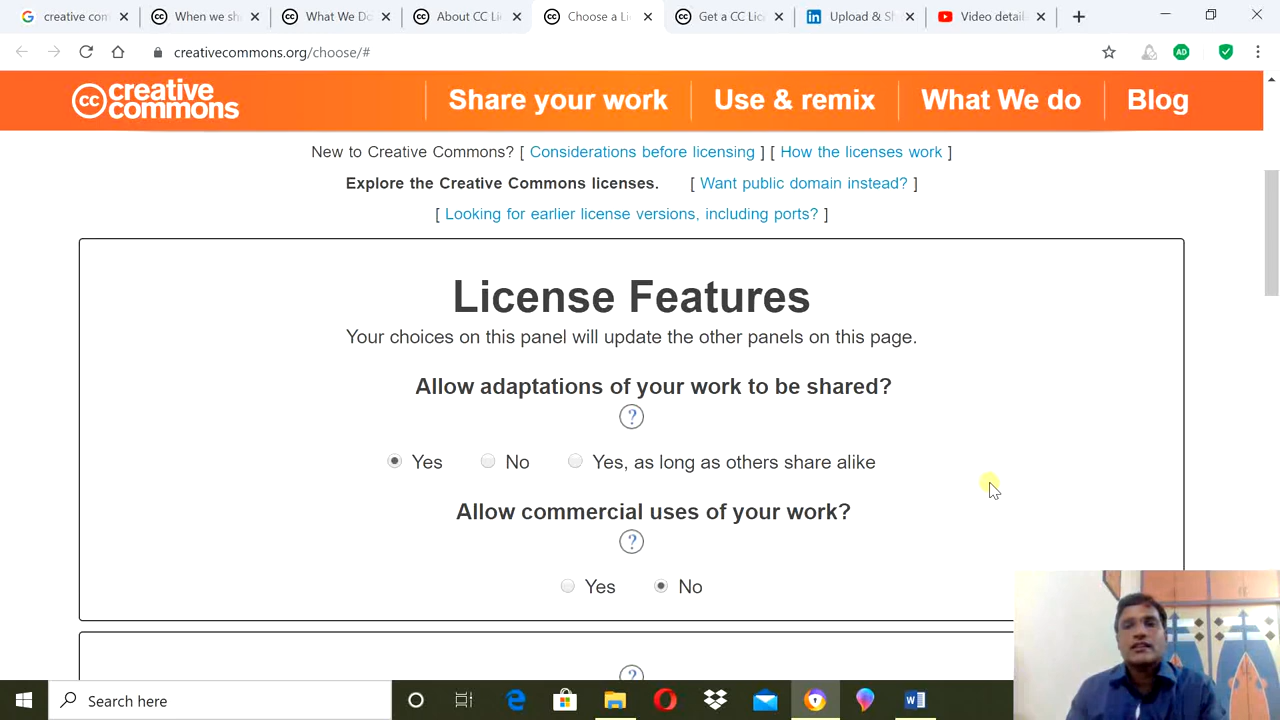 creative com
When we sh
What We Do
About CC Li
Choose a Li
Get a CC Lic
Upload & Sh
Video details
creativecommons.org/choose/#
AD
cc creative commons
Share your work
Use & remix
What We do
Blog
New to Creative Commons? [ Considerations before licensing ] [ How the licenses work ]
Explore the Creative Commons licenses. [ Want public domain instead? ]
[ Looking for earlier license versions, including ports? ]
License Features
Your choices on this panel will update the other panels on this page.
Allow adaptations of your work to be shared?
?
Yes No Yes, as long as others share alike
Allow commercial uses of your work?
?
Yes No
?
Search here